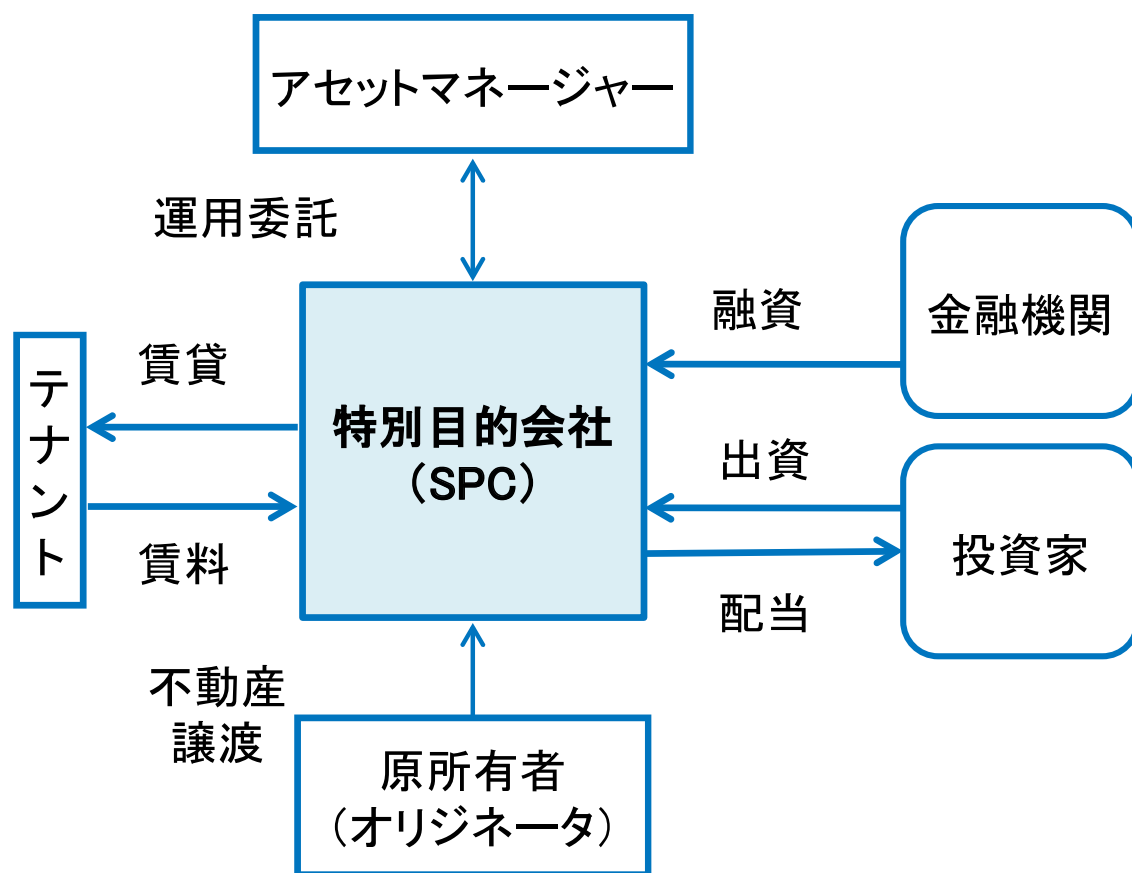 アセットマネージャー
運用委託
融資
金融機関
賃貸
テナント
特別目的会社
（SPC）
出資
投資家
賃料
配当
不動産
譲渡
原所有者
（オリジネータ）